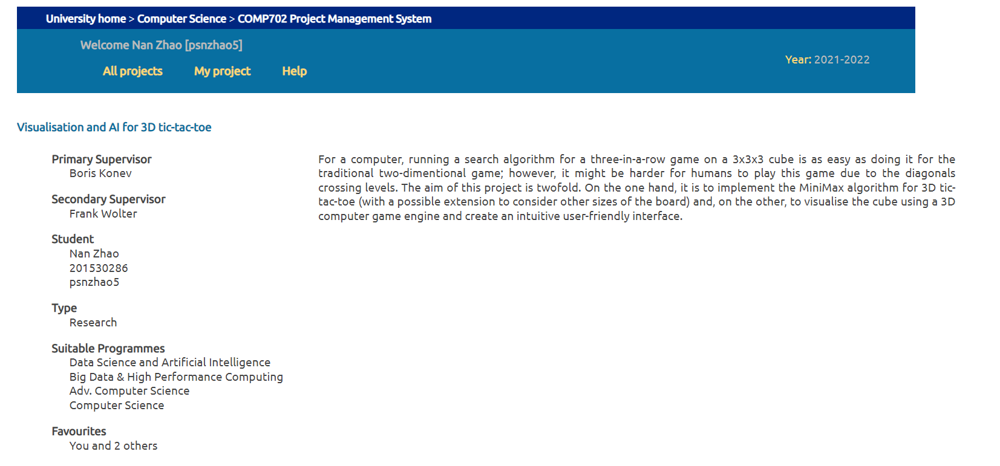 University home > Computer Science > COMP702 Project Management System
Welcome Nan Zhao [psnzhao5]
All projects My project Help
Year: 2021-2022
Visualisation and AI for 3D tic-tac-toe
Primary Supervisor
Boris Konev
Secondary Supervisor
Frank Wolter
Student
Nan Zhao
201530286
psnzhao5
Type
Research
Suitable Programmes
Data Science and Artificial Intelligence
Big Data & High Performance Computing
Adv. Computer Science
Computer Science
Favourites
You and 2 others
For a computer, running a search algorithm for a three-in-a-row game on a 3x3x3 cube is as easy as doing it for the
traditional two-dimentional game; however, it might be harder for humans to play this game due to the diagonals
crossing levels. The aim of this project is twofold. On the one hand, it is to implement the MiniMax algorithm for 3D tic-
tac-toe (with a possible extension to consider other sizes of the board) and, on the other, to visualise the cube using a 3D
computer game engine and create an intuitive user-friendly interface.